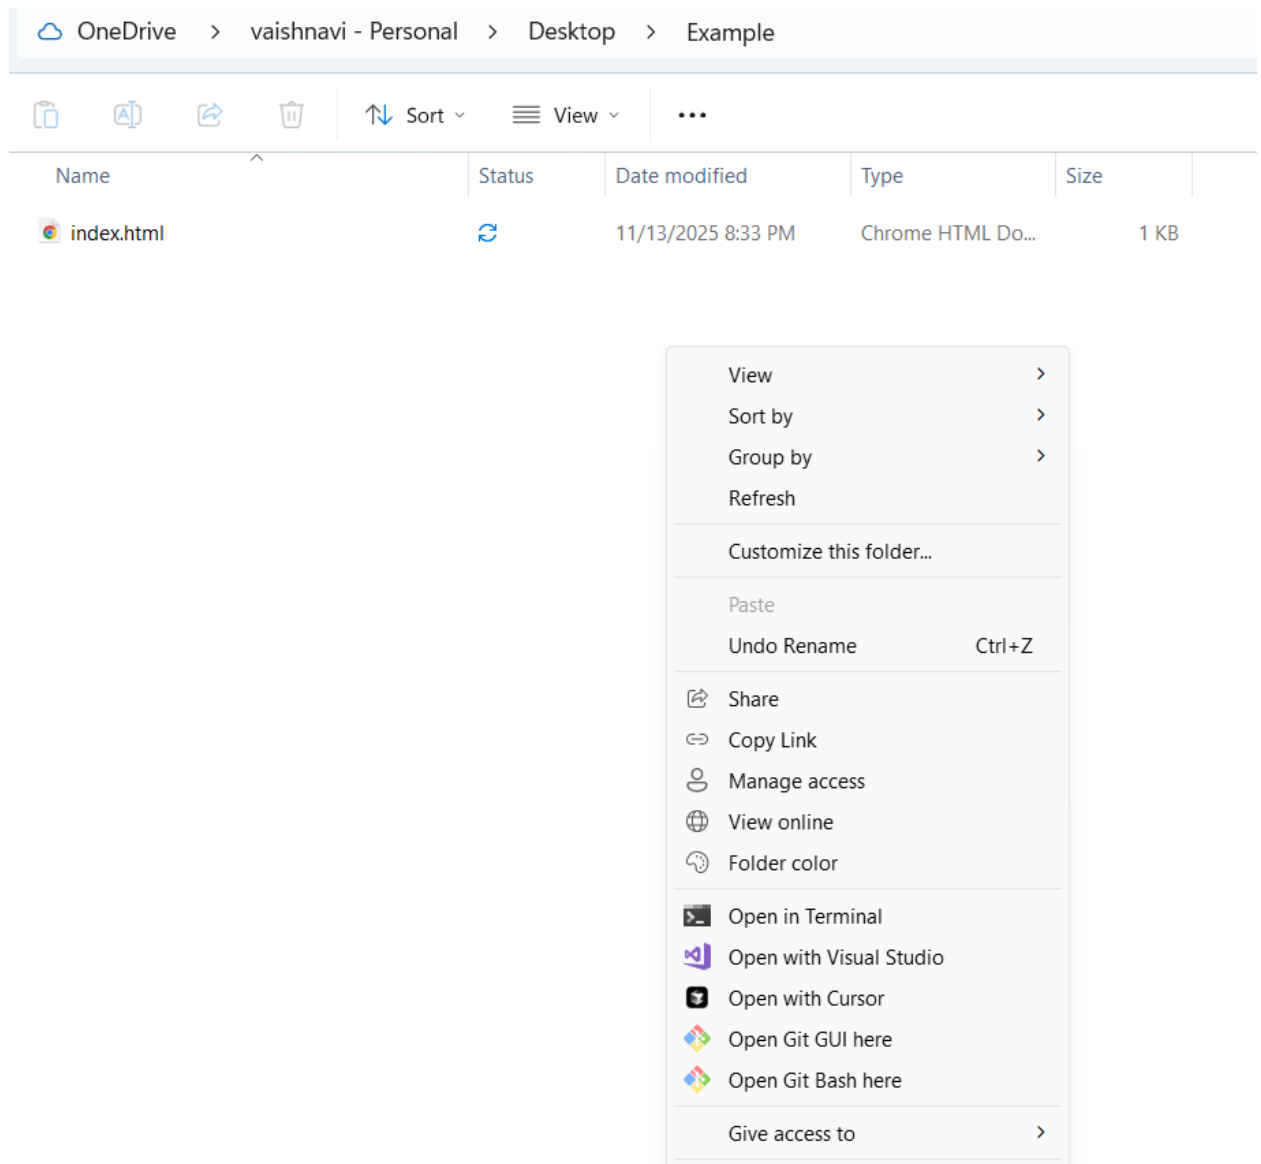 OneDrive > vaishnavi - Personal > Desktop > Example
Sort View ...
Name Status Date modified Type Size
index.html 11/13/2025 8:33 PM Chrome HTML Do... 1 KB
View
Sort by
Group by
Refresh
Customize this folder...
Paste
Undo Rename Ctrl+Z
Share
Copy Link
Manage access
View online
Folder color
Open in Terminal
Open with Visual Studio
Open with Cursor
Open Git GUI here
Open Git Bash here
Give access to